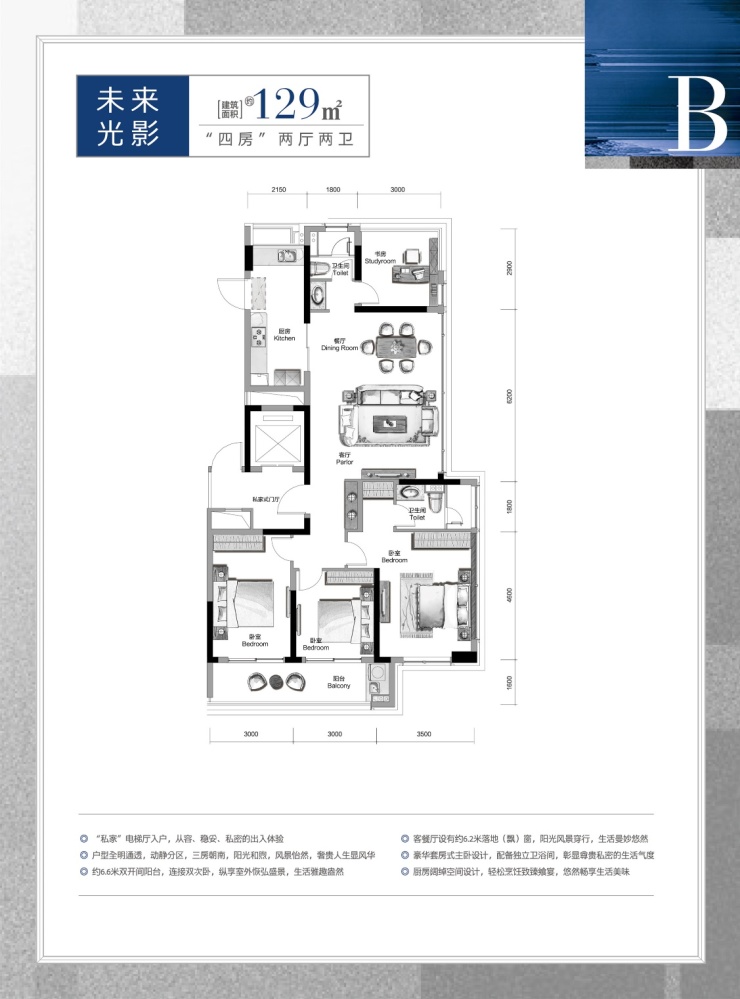 B
未来
光影
[建筑面积]约129㎡
“四房”两厅两卫
2150 1800 3000
书房
Studyroom
卫生间
Toilet
2900
厨房
Kitchen
餐厅
Dining Room
6200
客厅
Parlor
私家式门厅
卫生间
Toilet
1800
卧室
Bedroom
4600
卧室
Bedroom
卧室
Bedroom
阳台
Balcony
1600
3000 3000 3500
“私家”电梯厅入户，从容、稳妥、私密的出入体验
户型全明通透，动静分区，三房朝南，阳光和煦，风景怡然，奢贵人生显风华
约6.6米双开间阳台，连接双次卧，纵享室外恢弘盛景，生活雅趣盎然
客餐厅设有约6.2米落地（飘）窗，阳光风景穿行，生活曼妙悠然
豪华套房式主卧设计，配备独立卫浴间，彰显尊贵私密的生活气度
厨房阔绰空间设计，轻松烹饪致臻飨宴，悠然畅享生活美味